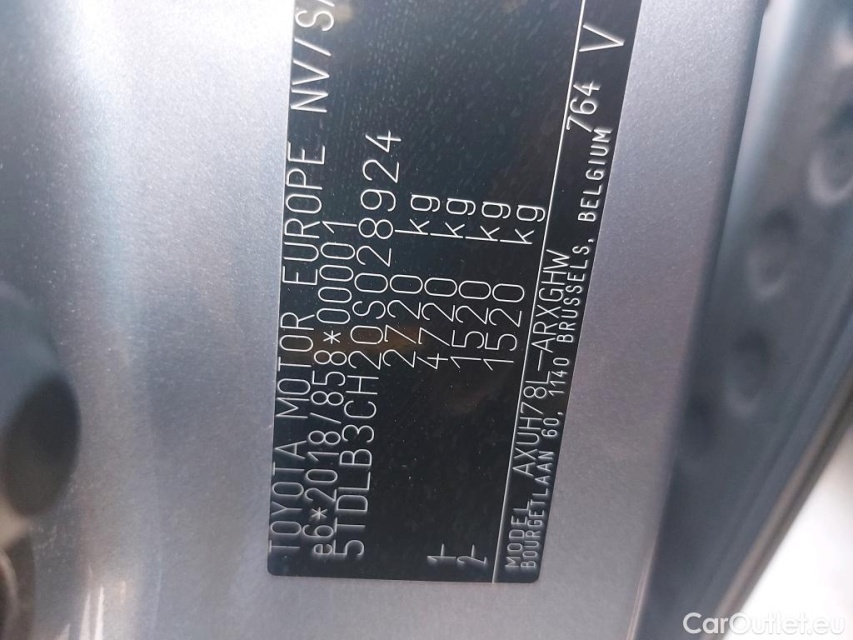 TOYOTA MOTOR EUROPE NV/SA
e6*2018/858*00001
5TDLB3CH20S028924
2720 kg
4720 kg
1- 1520 kg
2- 1520 kg
MODEL AXUH78L-ARXGHW
BOURGETLAAN 60, 1140 BRUSSELS, BELGIUM 764 V
CarOutlet.eu